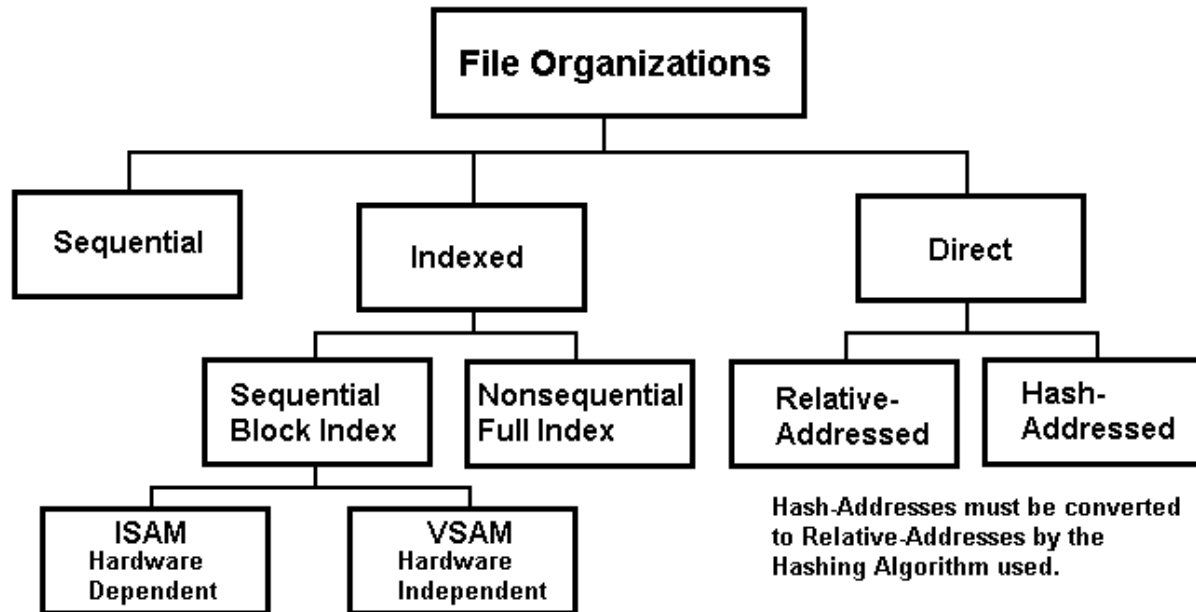 File Organizations
Sequential
Indexed
Direct
Sequential
Block Index
Nonsequential
Full Index
Relative-
Addressed
Hash-
Addressed
ISAM
Hardware
Dependent
VSAM
Hardware
Independent
Hash-Addresses must be converted
to Relative-Addresses by the
Hashing Algorithm used.